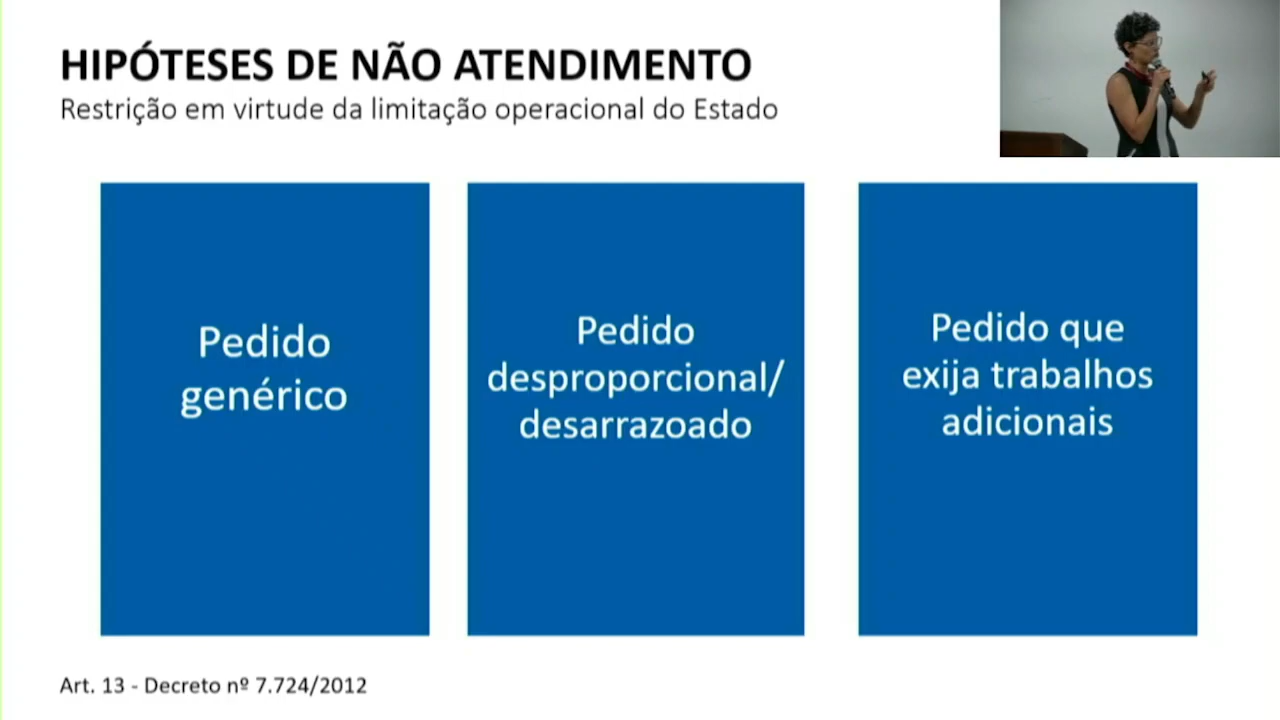 HIPÓTESES DE NÃO ATENDIMENTO
Restrição em virtude da limitação operacional do Estado
Pedido
genérico
Pedido
desproporcional/
desarrazoado
Pedido que
exija trabalhos
adicionais
Art. 13 - Decreto nº 7.724/2012